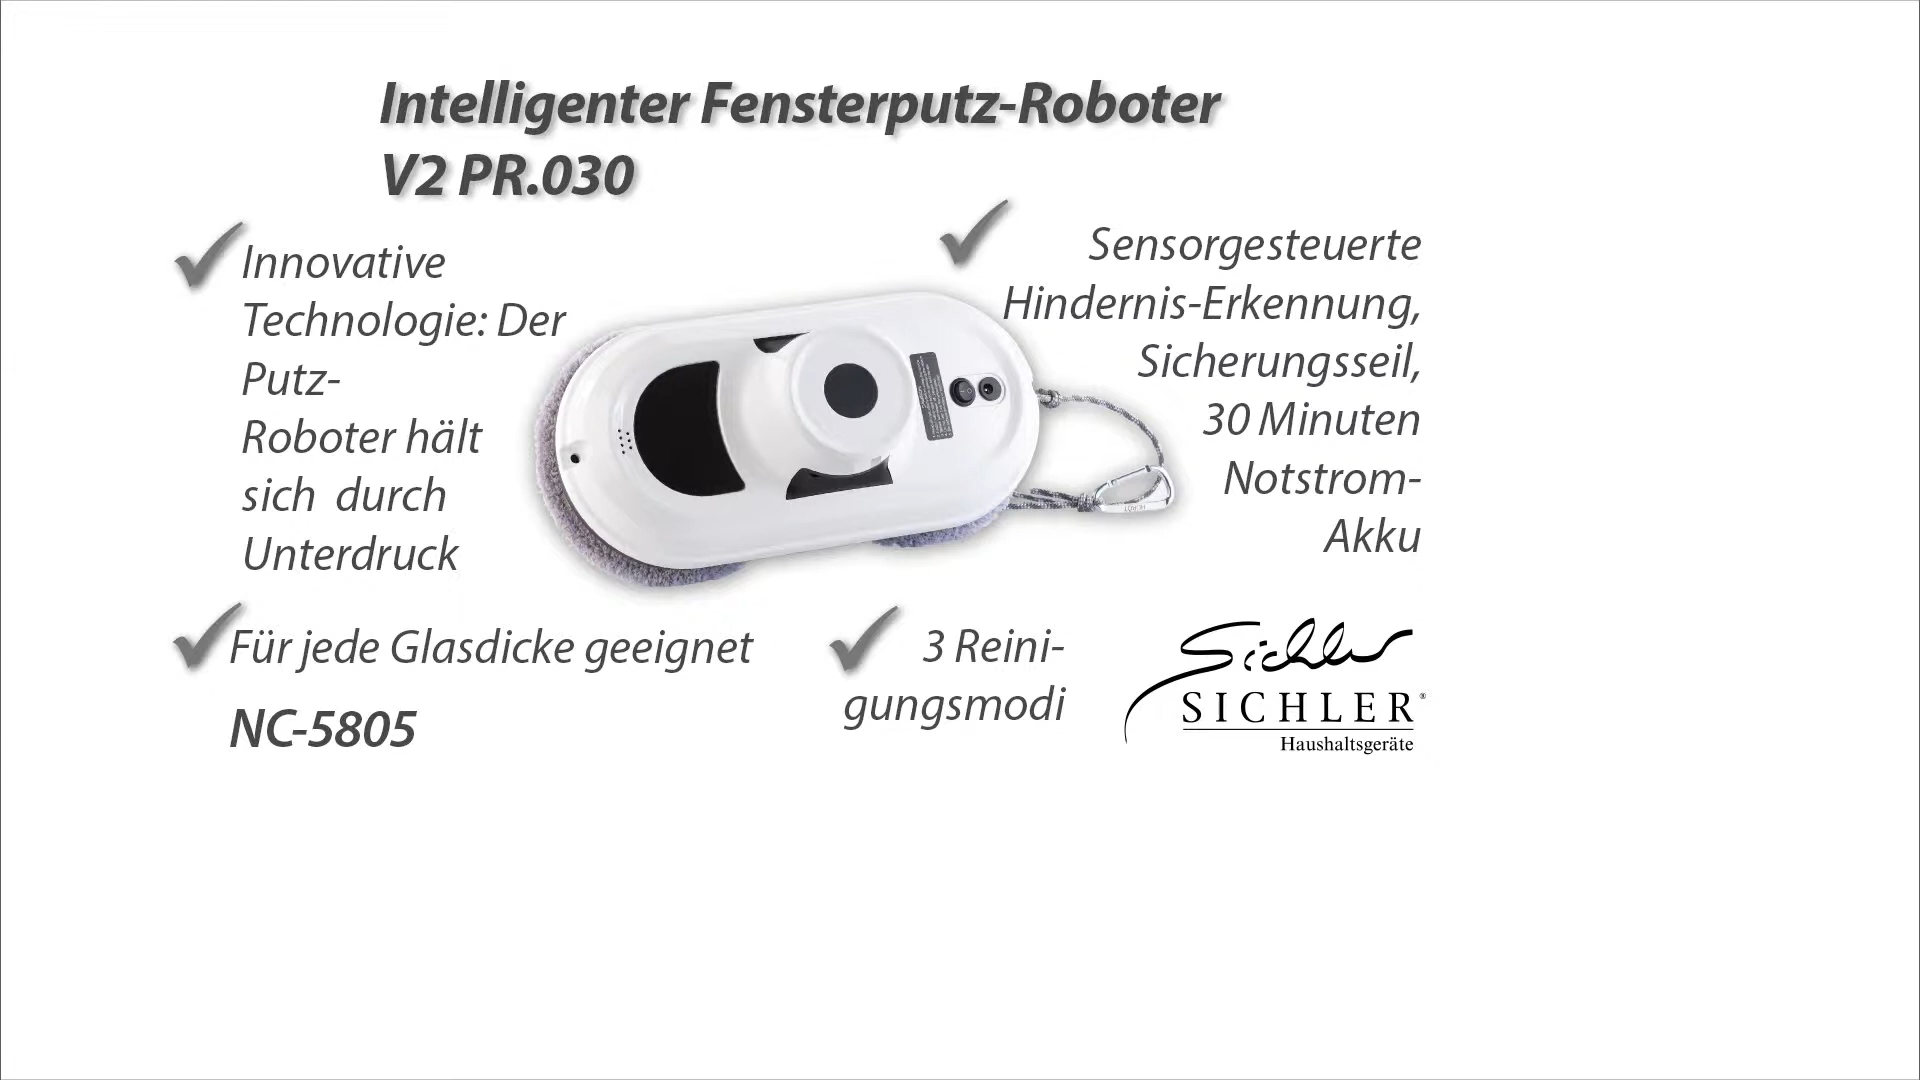 Intelligenter Fensterputz-Roboter
V2 PR.030
Innovative
Technologie: Der
Putz-
Roboter hält
sich durch
Unterdruck
Sensorgesteuerte
Hindernis-Erkennung,
Sicherungsseil,
30 Minuten
Notstrom-
Akku
Für jede Glasdicke geeignet
NC-5805
3 Reini-
gungsmodi
Sichler
SICHLER®
Haushaltsgeräte